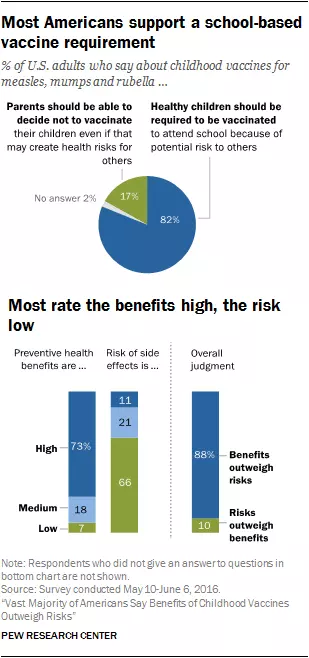 Most Americans support a school-based
vaccine requirement
% of U.S. adults who say about childhood vaccines for
measles, mumps and rubella ...
Parents should be able to
decide not to vaccinate
their children even if that
may create health risks for
others
Healthy children should be
required to be vaccinated
to attend school because of
potential risk to others
No answer 2%
17%
82%
Most rate the benefits high, the risk
low
Preventive health
benefits are ...
Risk of side
effects is ...
Overall
judgment
High
Medium
Low
73%
18
7
11
21
66
88%
10
Benefits
outweigh
risks
Risks
outweigh
benefits
Note: Respondents who did not give an answer to questions in
bottom chart are not shown.
Source: Survey conducted May 10-June 6, 2016.
“Vast Majority of Americans Say Benefits of Childhood Vaccines
Outweigh Risks”
PEW RESEARCH CENTER